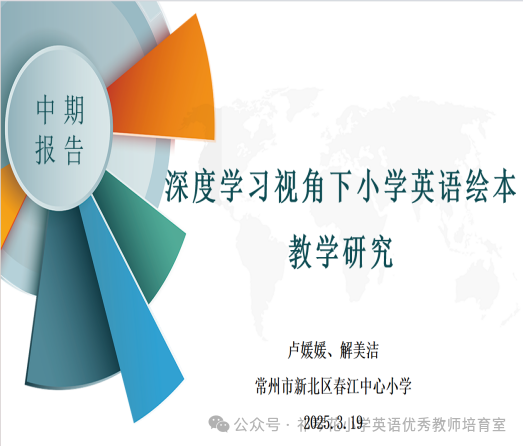 中期
报告
深度学习视角下小学英语绘本
教学研究
卢媛媛、解美洁
常州市新北区春江中心小学
2025.3.19
公众号·小学英语优秀教师培育室